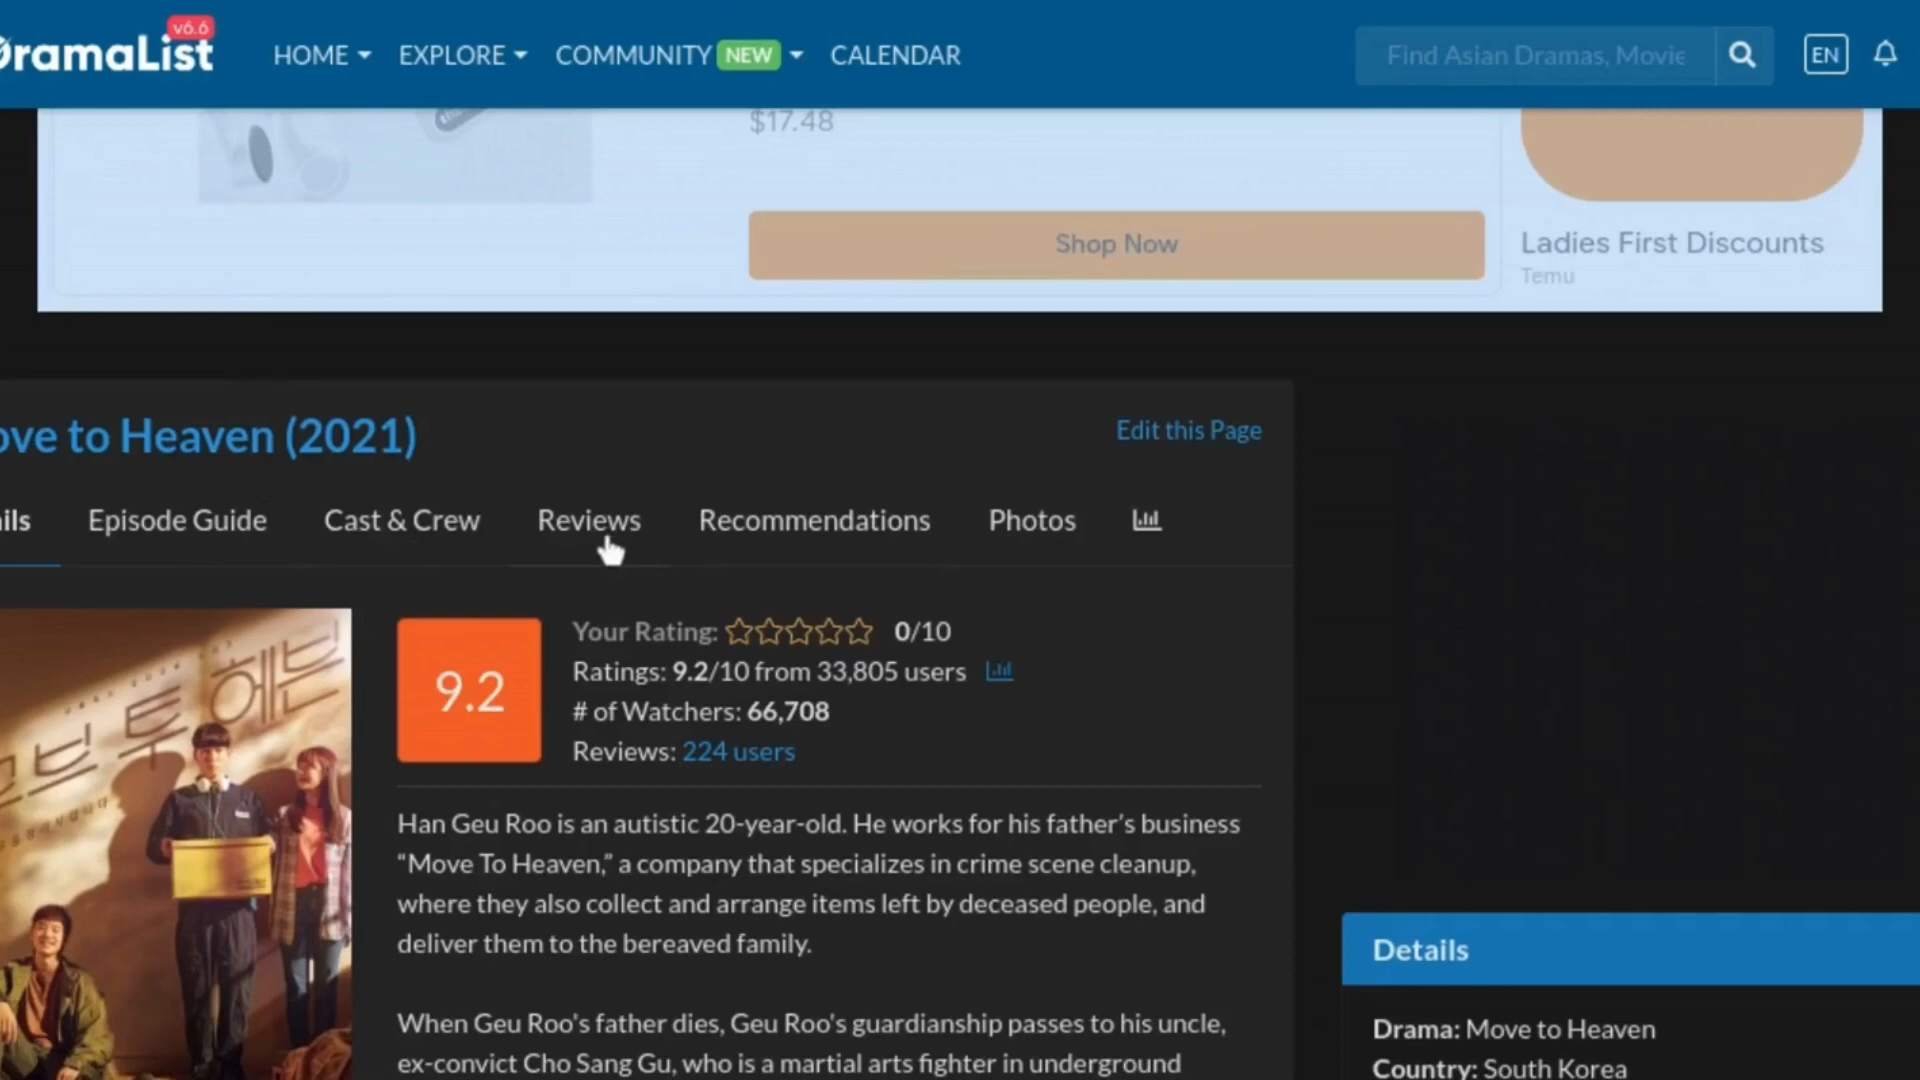 DramaList
v6.6
HOME
EXPLORE
COMMUNITY NEW
CALENDAR
Find Asian Dramas, Movie
EN
$17.48
Shop Now
Ladies First Discounts
Temu
ove to Heaven (2021)
Edit this Page
ils
Episode Guide
Cast & Crew
Reviews
Recommendations
Photos
9.2
Your Rating: 0/10
Ratings: 9.2/10 from 33,805 users
# of Watchers: 66,708
Reviews: 224 users
브 투 헤븐
Han Geu Roo is an autistic 20-year-old. He works for his father's business
“Move To Heaven,” a company that specializes in crime scene cleanup,
where they also collect and arrange items left by deceased people, and
deliver them to the bereaved family.
When Geu Roo's father dies, Geu Roo's guardianship passes to his uncle,
ex-convict Cho Sang Gu, who is a martial arts fighter in underground
Details
Drama: Move to Heaven
Country: South Korea